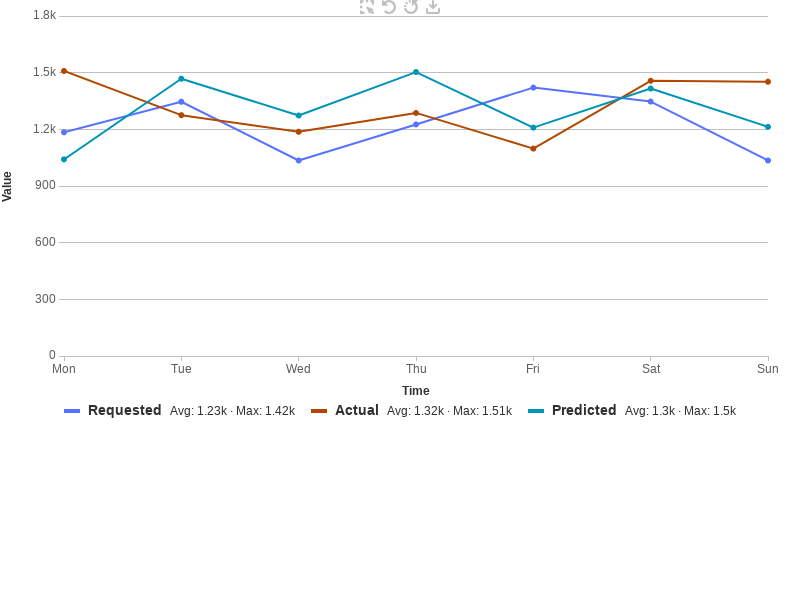 1.8k
1.5k
1.2k
900
600
300
0
Value
Mon Tue Wed Thu Fri Sat Sun
Time
Requested Avg: 1.23k · Max: 1.42k Actual Avg: 1.32k · Max: 1.51k Predicted Avg: 1.3k · Max: 1.5k